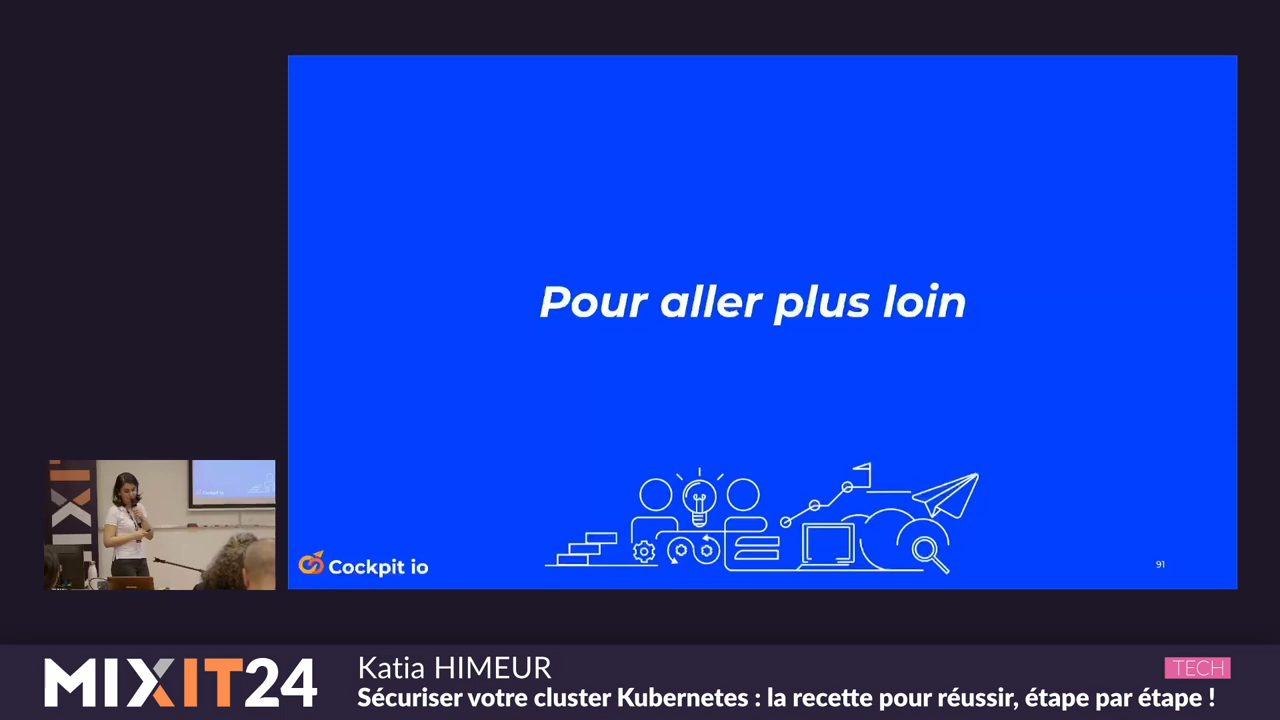 Pour aller plus loin
Cockpit io
91
MIXIT24
Katia HIMEUR
TECH
Sécuriser votre cluster Kubernetes : la recette pour réussir, étape par étape !